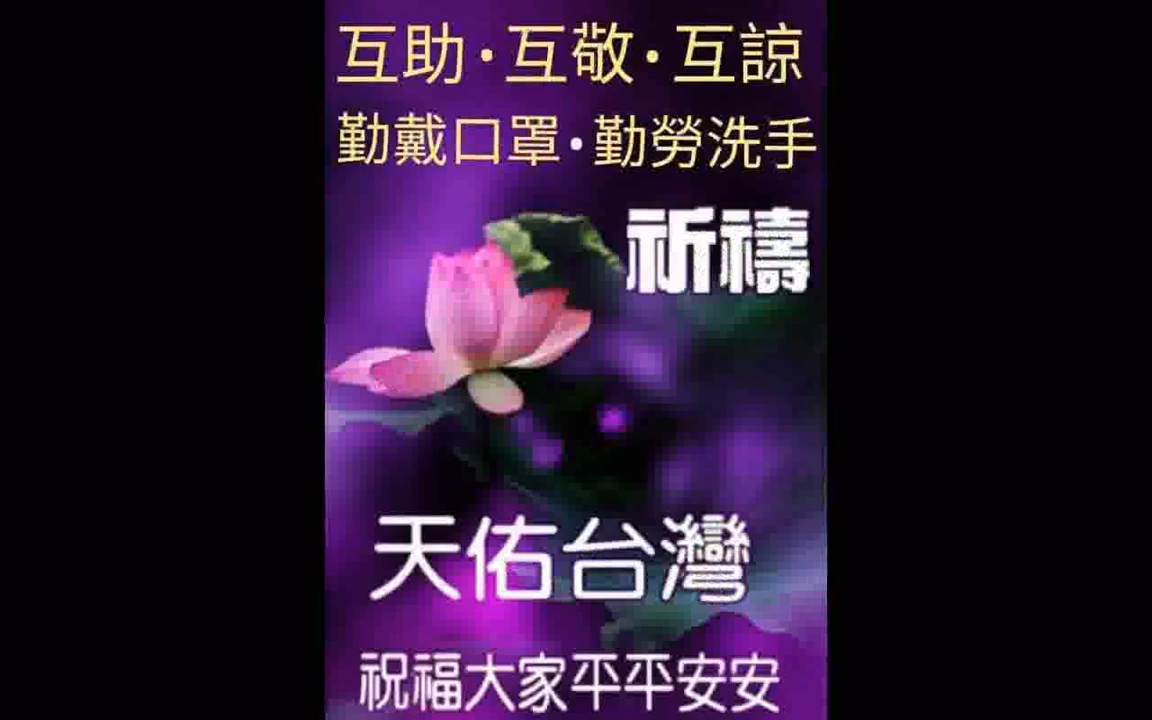 互助·互敬·互諒
勤戴口罩·勤勞洗手
祈禱
天佑台灣
祝福大家平平安安